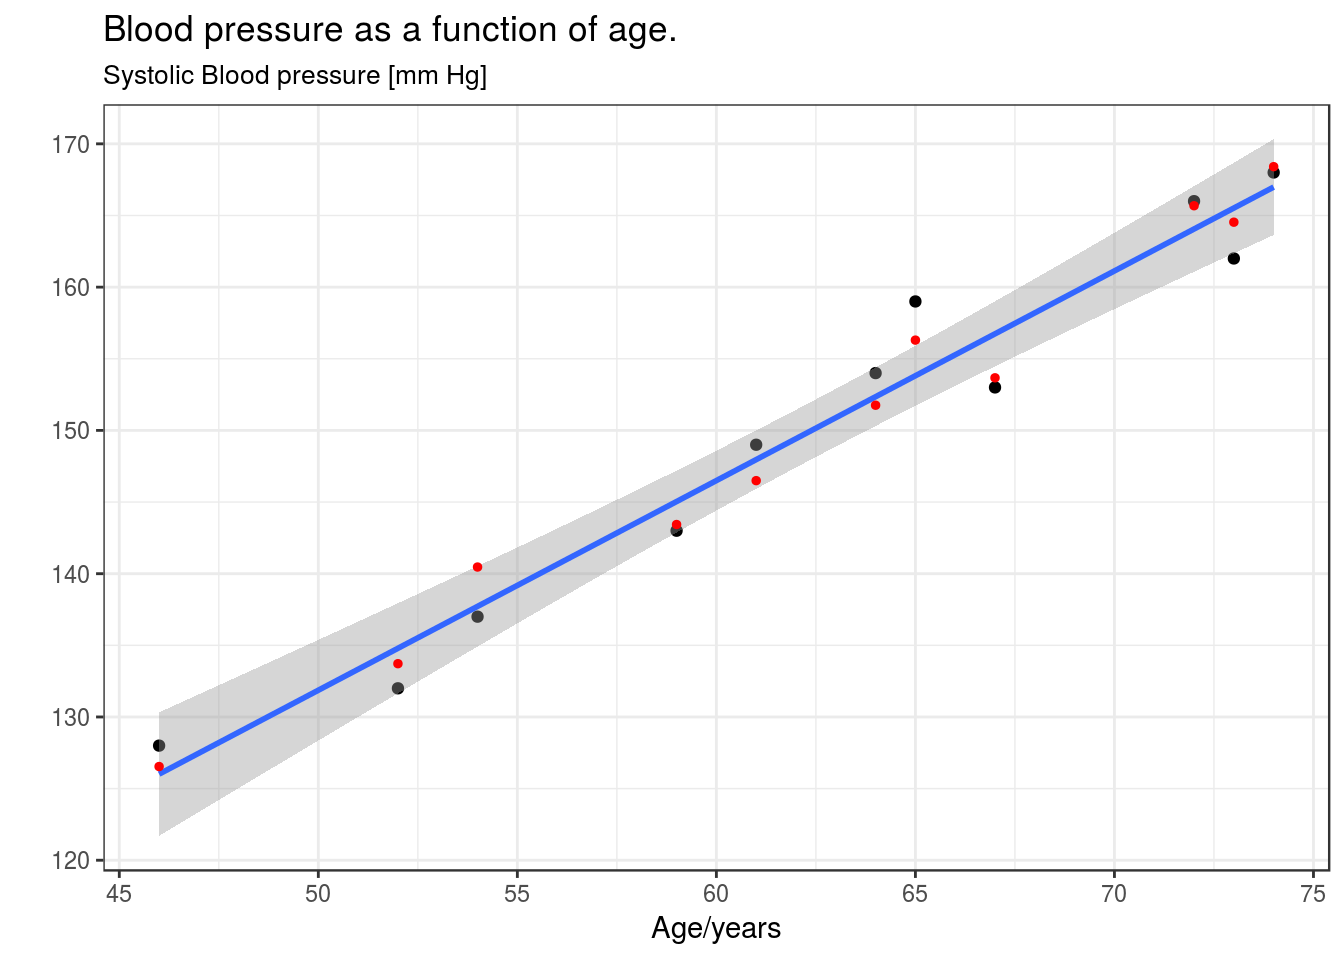 Blood pressure as a function of age.
Systolic Blood pressure [mm Hg]
170
160
150
140
130
120
45 50 55 60 65 70 75
Age/years